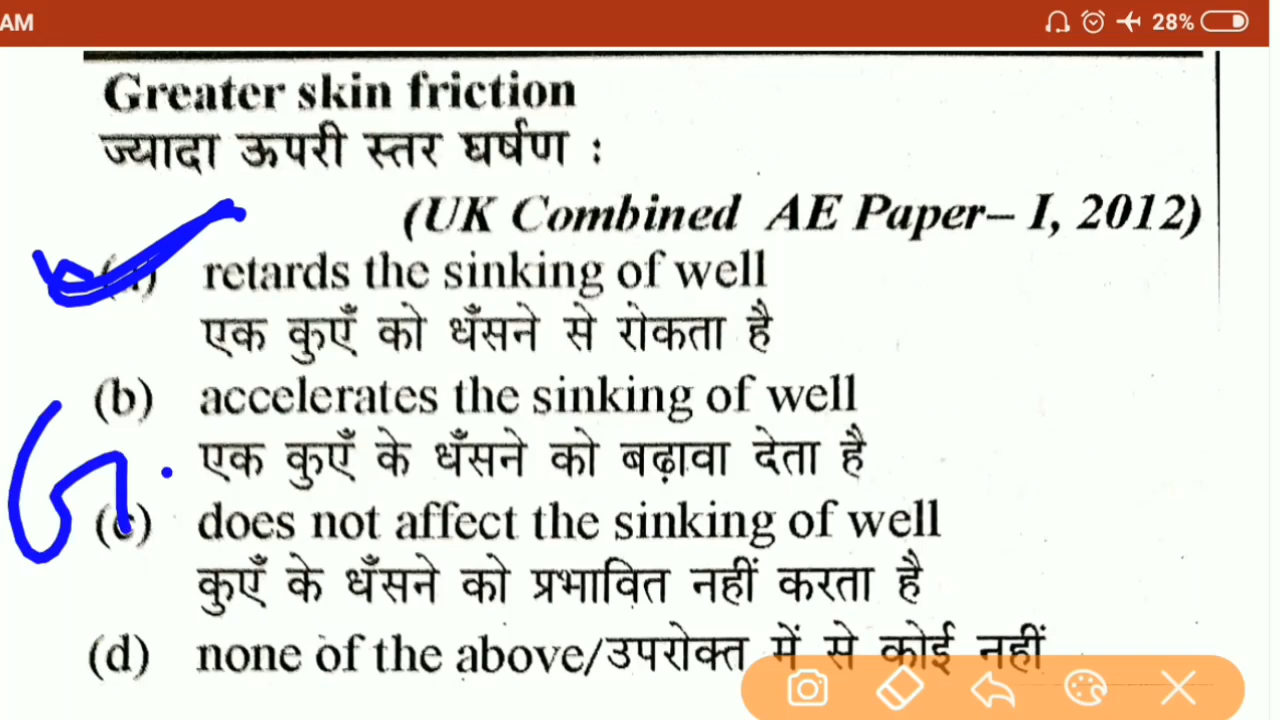 AM 28%
Greater skin friction
ज्यादा ऊपरी स्तर घर्षण :
(UK Combined AE Paper– I, 2012)
retards the sinking of well
एक कुएँ को धँसने से रोकता है
(b) accelerates the sinking of well
एक कुएँ के धँसने को बढ़ावा देता है
(c) does not affect the sinking of well
कुएँ के धँसने को प्रभावित नहीं करता है
(d) none of the above/उपरोक्त में से कोई नहीं